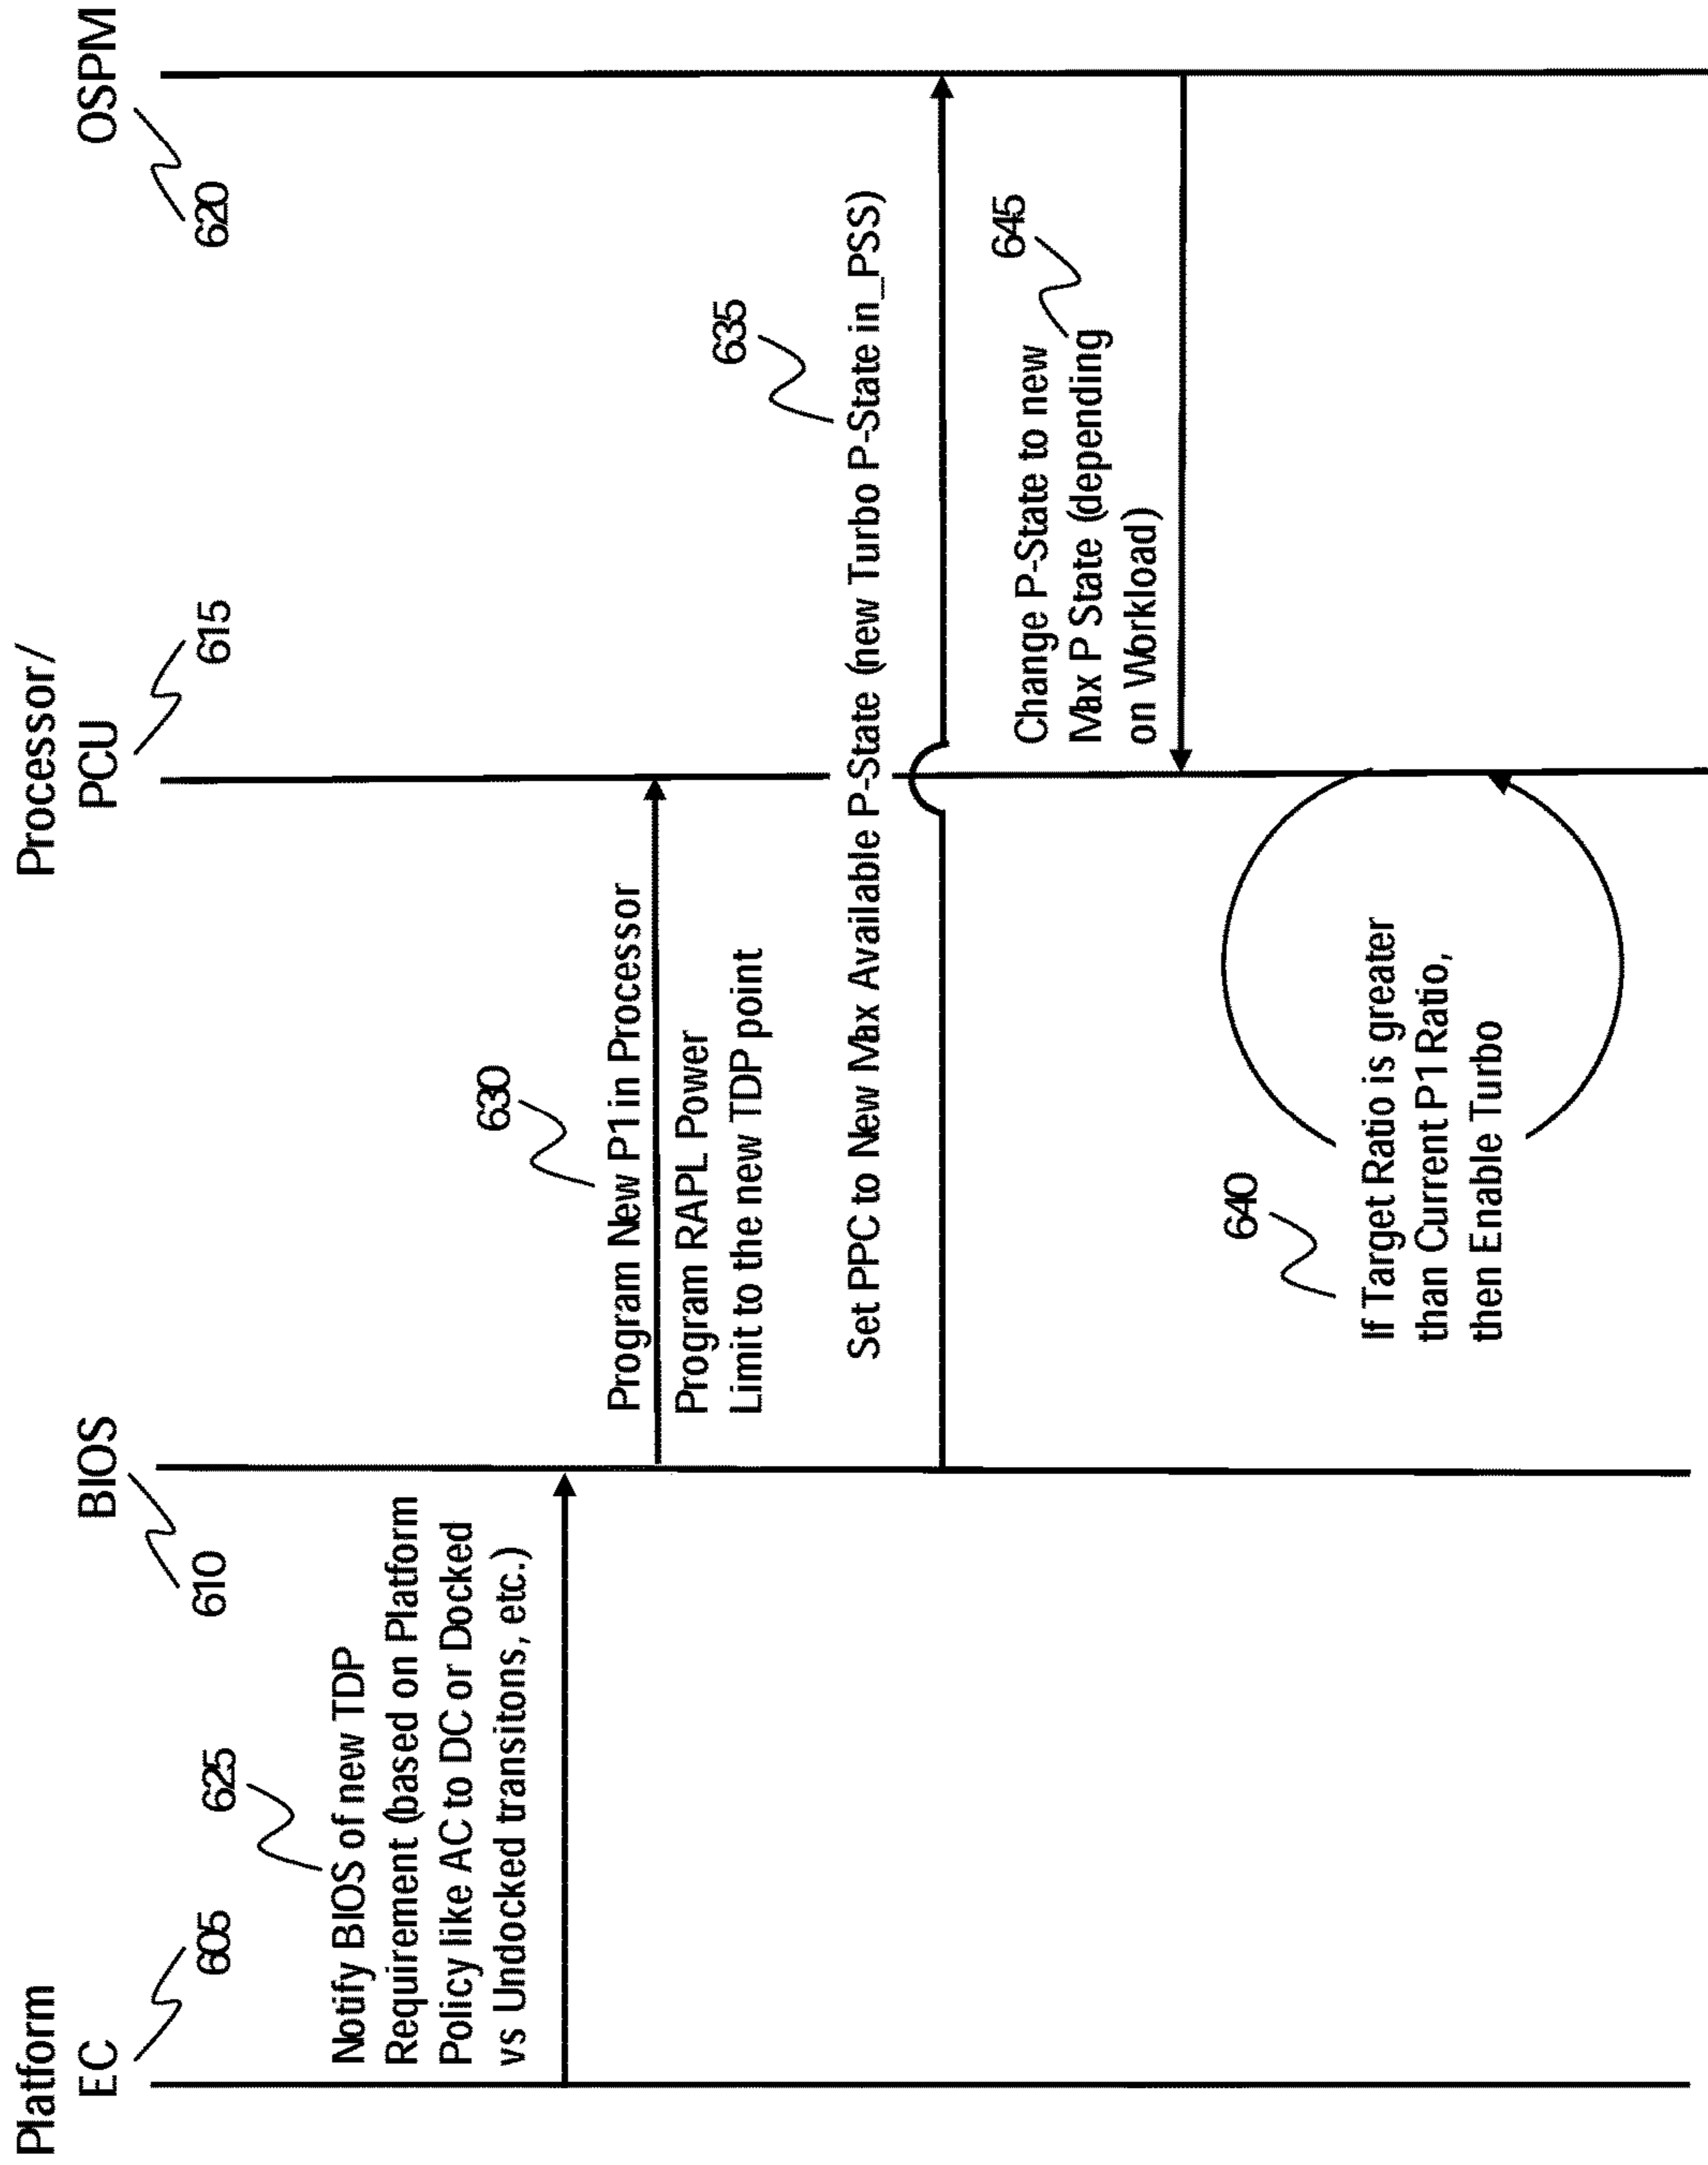 Platform
EC
605
BIOS
610
Processor/
PCU
615
OSPM
620
625
Notify BIOS of new TDP
Requirement (based on Platform
Policy like AC to DC or Docked
vs Undocked transitons, etc.)
630
Program New P1 in Processor
Program RAPL Power
Limit to the new TDP point
635
Set PPC to New Max Available P-State (new Turbo P-State in_PSS)
645
Change P-State to new
Max P State (depending
on Workload)
640
If Target Ratio is greater
than Current P1 Ratio,
then Enable Turbo